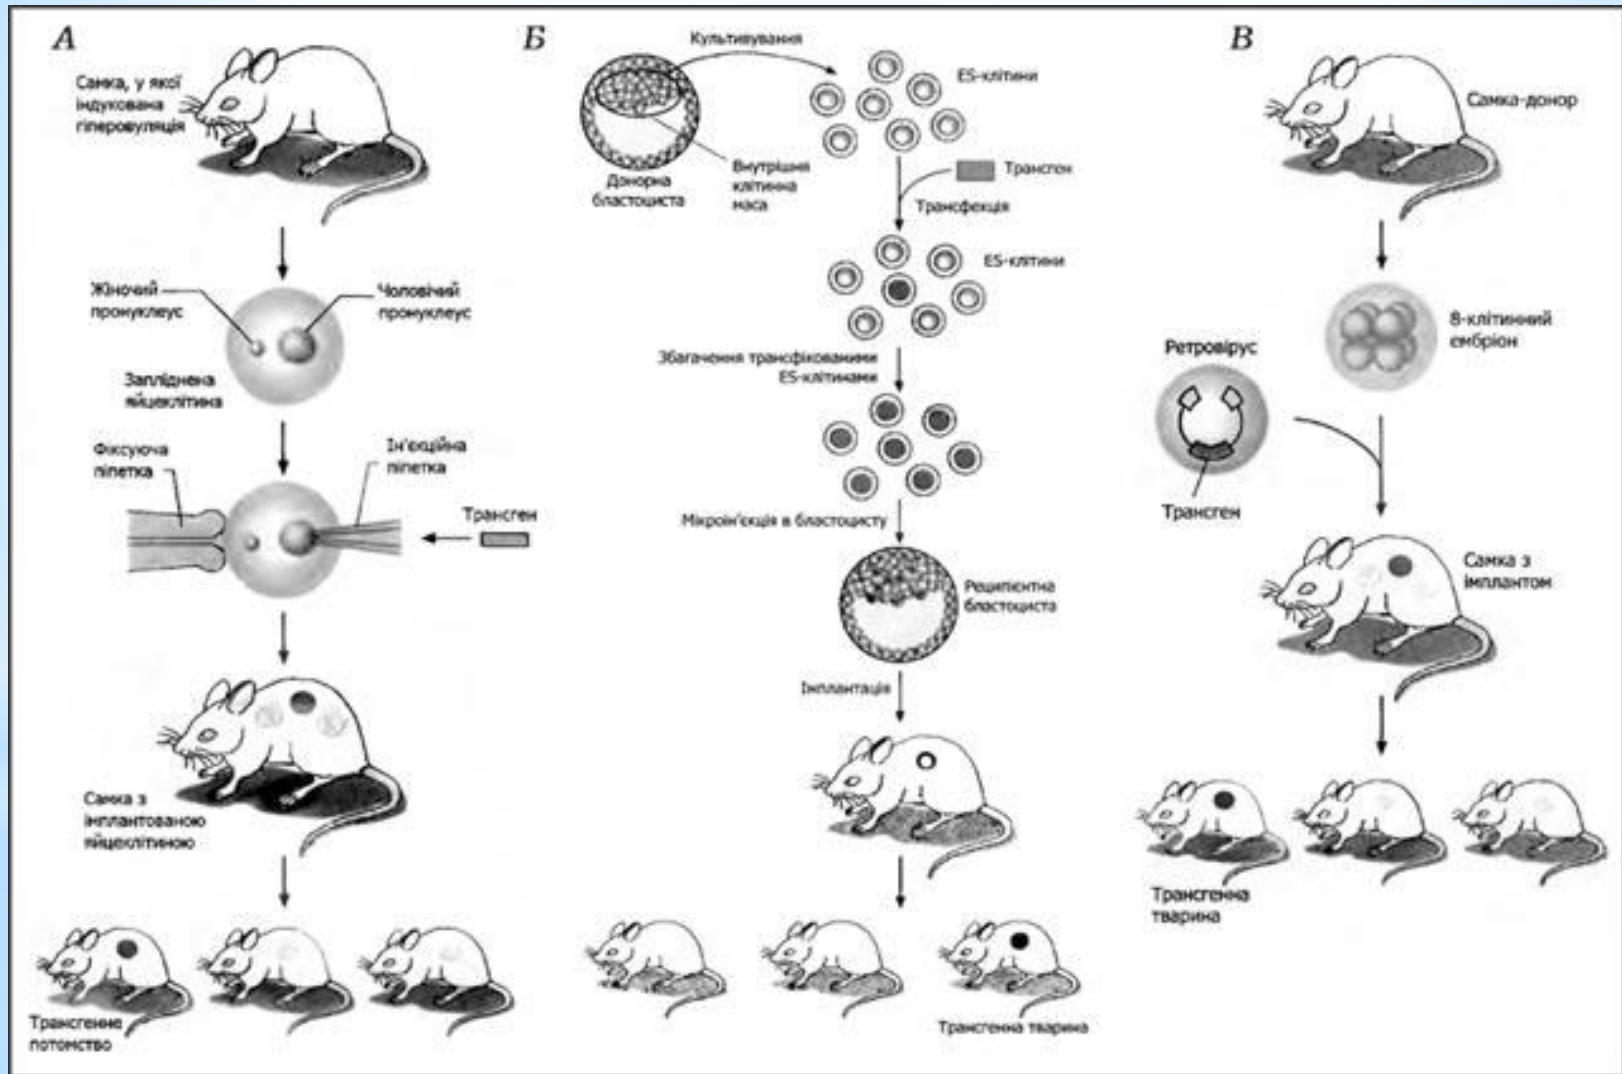 А
Самка, у якої
індукована
гіперовуляція
Жіночий
пронуклеус
Чоловічий
пронуклеус
Запліднена
яйцеклітина
Фіксуюча
піпетка
Ін'єкційна
піпетка
Трансген
Самка з
імплантованою
яйцеклітиною
Трансгенне
потомство
Б
Культивування
ES-клітини
Донорна
бластоциста
Внутрішня
клітинна
маса
Трансген
Трансфекція
ES-клітини
Збагачення трансфікованими
ES-клітинами
Мікроін'єкція в бластоцисту
Реципієнтна
бластоциста
Імплантація
Трансгенна тварина
В
Самка-донор
8-клітинний
ембріон
Ретровірус
Трансген
Самка з
імплантом
Трансгенна
тварина